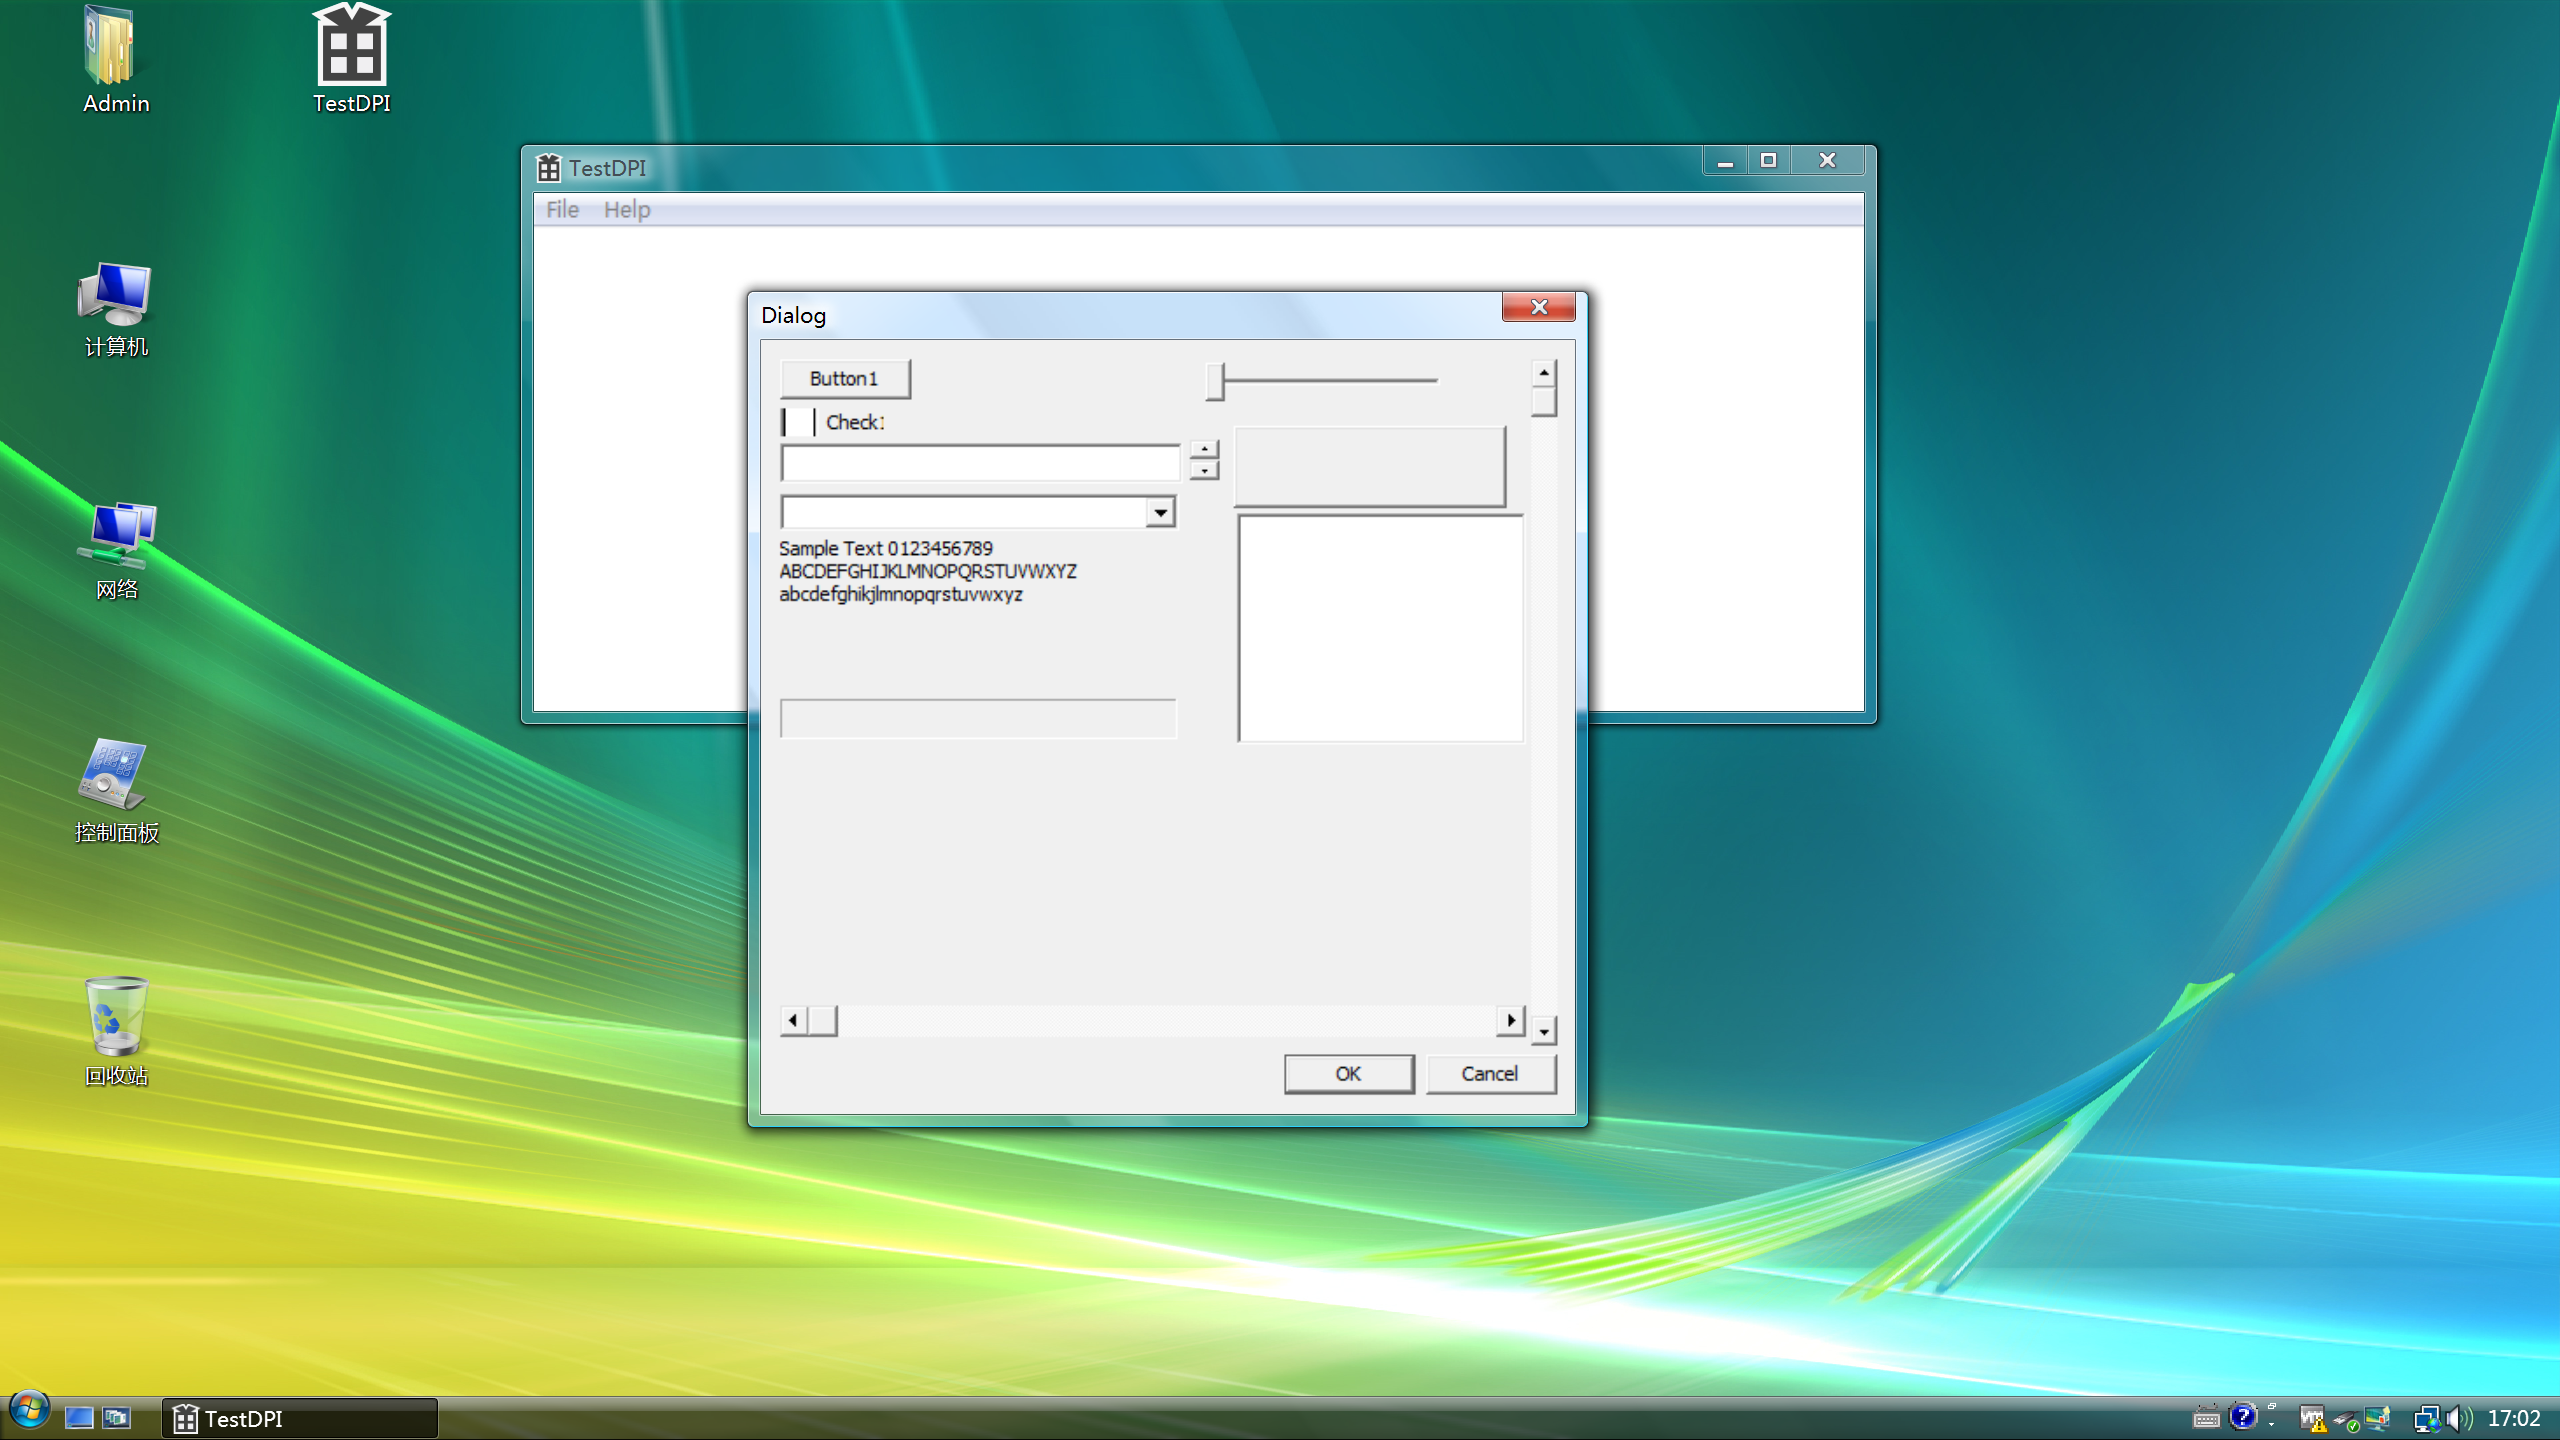 Admin
TestDPI
计算机
网络
控制面板
回收站
TestDPI
File Help
Dialog
Button1
Check1
Sample Text 0123456789
ABCDEFGHIJKLMNOPQRSTUVWXYZ
abcdefghikjlmnopqrstuvwxyz
OK Cancel
TestDPI
17:02